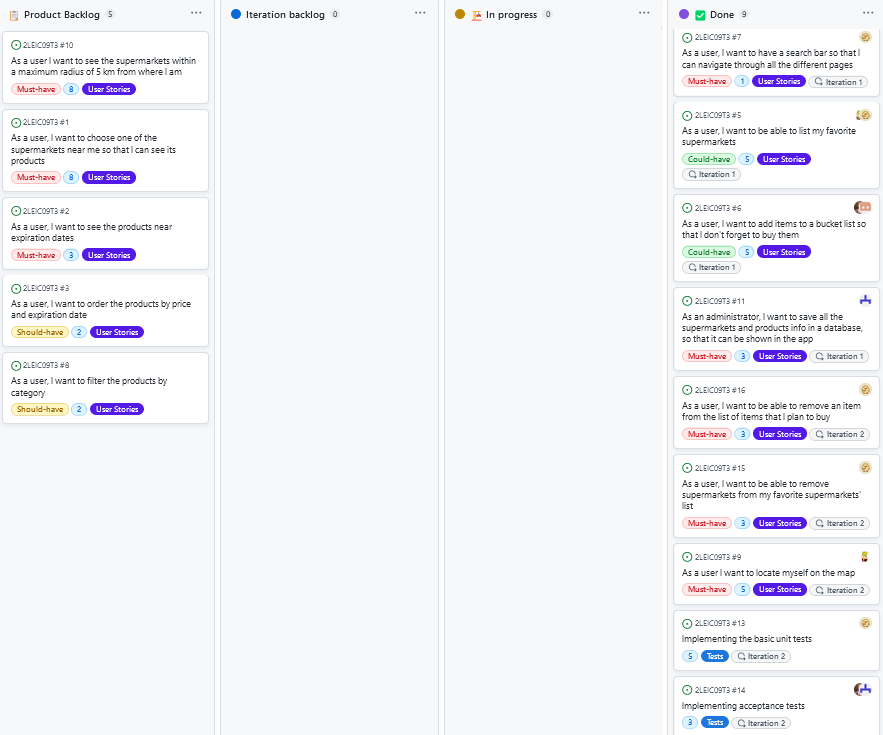 Product Backlog 5 ...
2LEIC09T3 #10
As a user I want to see the supermarkets within
a maximum radius of 5 km from where I am
Must-have 8 User Stories
2LEIC09T3 #1
As a user, I want to choose one of the
supermarkets near me so that I can see its
products
Must-have 8 User Stories
2LEIC09T3 #2
As a user, I want to see the products near
expiration dates
Must-have 3 User Stories
2LEIC09T3 #3
As a user, I want to order the products by price
and expiration date
Should-have 2 User Stories
2LEIC09T3 #8
As a user, I want to filter the products by
category
Should-have 2 User Stories
Iteration backlog 0 ...
In progress 0 ...
Done 9 ...
2LEIC09T3 #7
As a user, I want to have a search bar so that I
can navigate through all the different pages
Must-have 1 User Stories Iteration 1
2LEIC09T3 #5
As a user, I want to be able to list my favorite
supermarkets
Could-have 5 User Stories
Iteration 1
2LEIC09T3 #6
As a user, I want to add items to a bucket list so
that I don't forget to buy them
Could-have 5 User Stories
Iteration 1
2LEIC09T3 #11
As an administrator, I want to save all the
supermarkets and products info in a database,
so that it can be shown in the app
Must-have 3 User Stories Iteration 1
2LEIC09T3 #16
As a user, I want to be able to remove an item
from the list of items that I plan to buy
Must-have 3 User Stories Iteration 2
2LEIC09T3 #15
As a user, I want to be able to remove
supermarkets from my favorite supermarkets'
list
Must-have 3 User Stories Iteration 2
2LEIC09T3 #9
As a user I want to locate myself on the map
Must-have 5 User Stories Iteration 2
2LEIC09T3 #13
Implementing the basic unit tests
5 Tests Iteration 2
2LEIC09T3 #14
Implementing acceptance tests
3 Tests Iteration 2